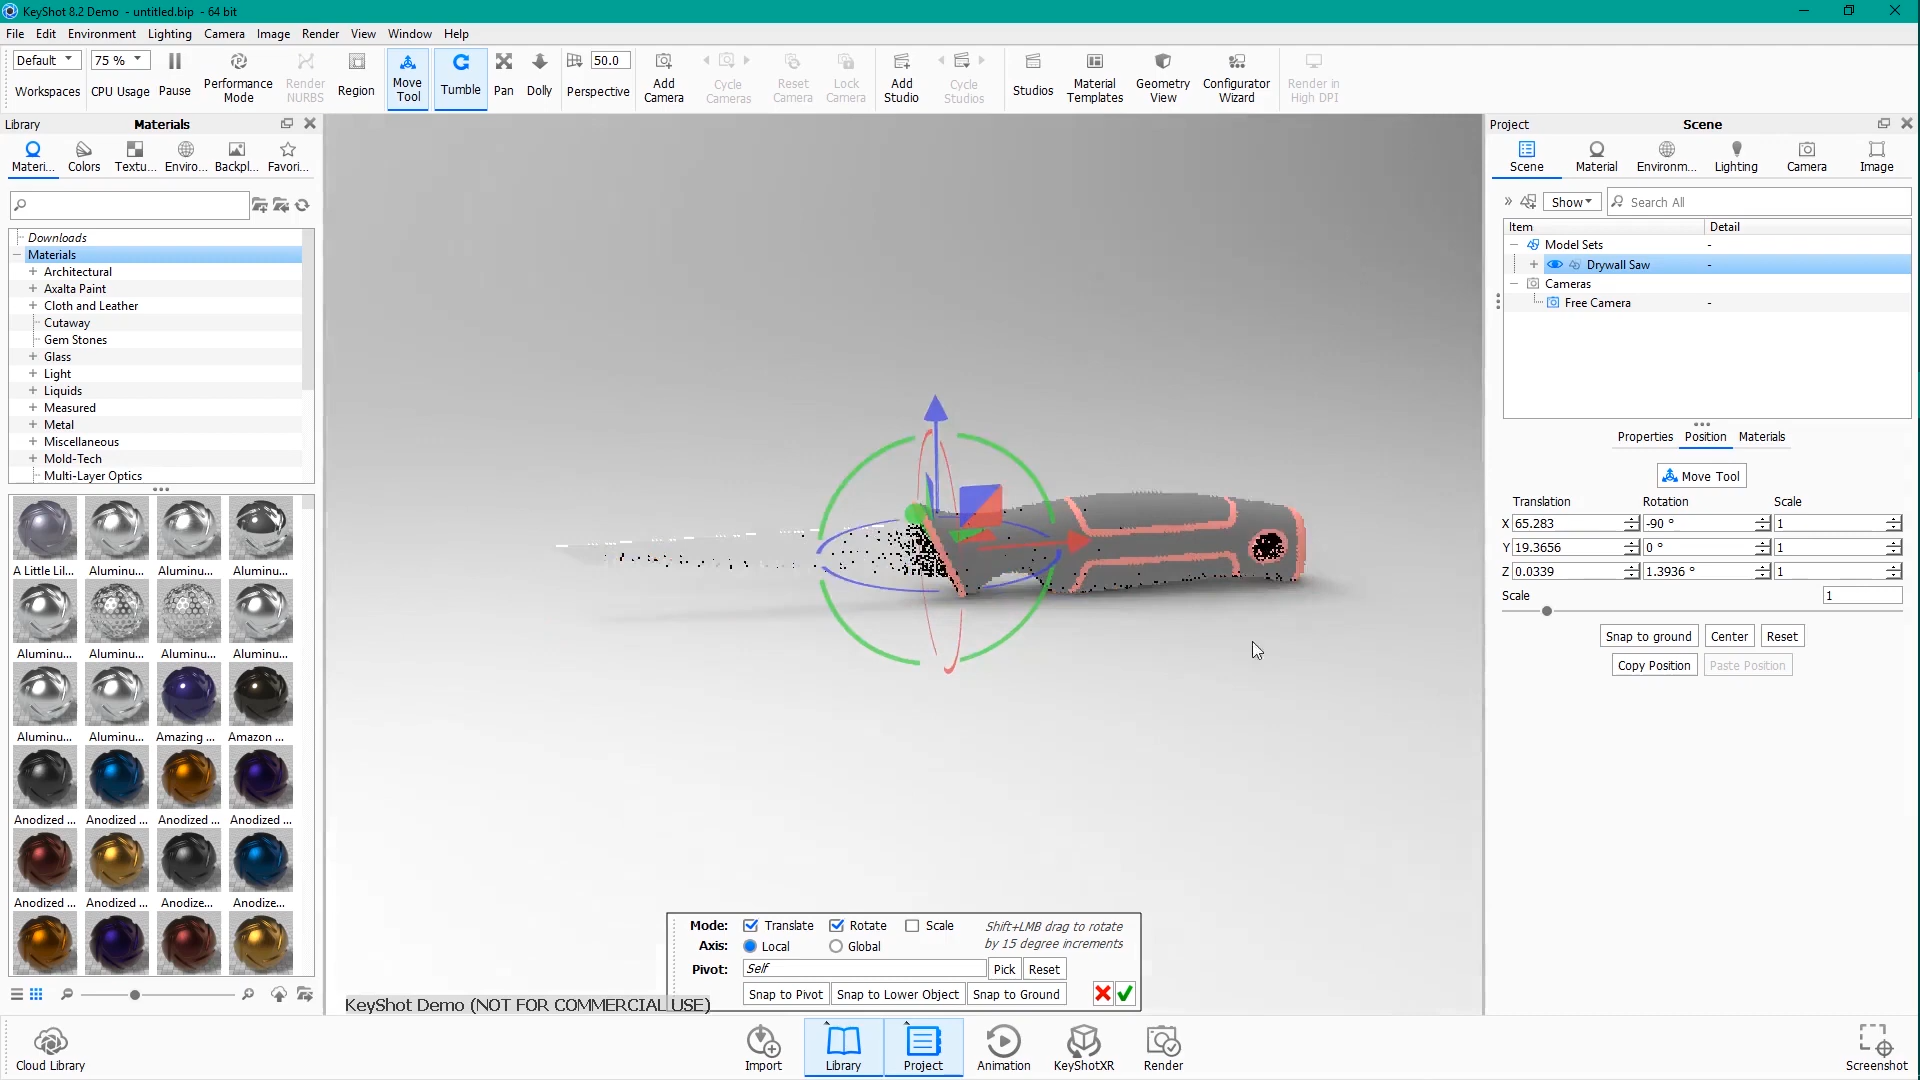 KeyShot 8.2 Demo - untitled.bip - 64 bit
File Edit Environment Lighting Camera Image Render View Window Help
Default 75 % 50.0
Workspaces CPU Usage Pause Performance Mode Render NURBS Region Move Tool Tumble Pan Dolly Perspective Add Camera Cycle Cameras Reset Camera Lock Camera Add Studio Cycle Studios Studios Material Templates Geometry View Configurator Wizard Render in High DPI
Library Materials
Materi... Colors Textu... Enviro... Backpl... Favori...
Downloads
Materials
Architectural
Axalta Paint
Cloth and Leather
Cutaway
Gem Stones
Glass
Light
Liquids
Measured
Metal
Miscellaneous
Mold-Tech
Multi-Layer Optics
A Little Lil... Aluminu... Aluminu... Aluminu...
Aluminu... Aluminu... Aluminu... Aluminu...
Aluminu... Aluminu... Amazing ... Amazon ...
Anodized ... Anodized ... Anodized ... Anodized ...
Anodized ... Anodized ... Anodize... Anodize...
Project Scene
Scene Material Environm... Lighting Camera Image
Show Search All
Item Detail
Model Sets -
Drywall Saw -
Cameras
Free Camera -
Properties Position Materials
Move Tool
Translation Rotation Scale
X 65.283 -90 ° 1
Y 19.3656 0 ° 1
Z 0.0339 1.3936 ° 1
Scale 1
Snap to ground Center Reset
Copy Position Paste Position
Mode: Translate Rotate Scale Shift+LMB drag to rotate
by 15 degree increments
Axis: Local Global
Pivot: Self Pick Reset
Snap to Pivot Snap to Lower Object Snap to Ground
KeyShot Demo (NOT FOR COMMERCIAL USE)
Cloud Library Import Library Project Animation KeyShotXR Render Screenshot